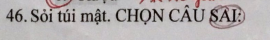 46. Sỏi túi mật. CHỌN CÂU SAI: